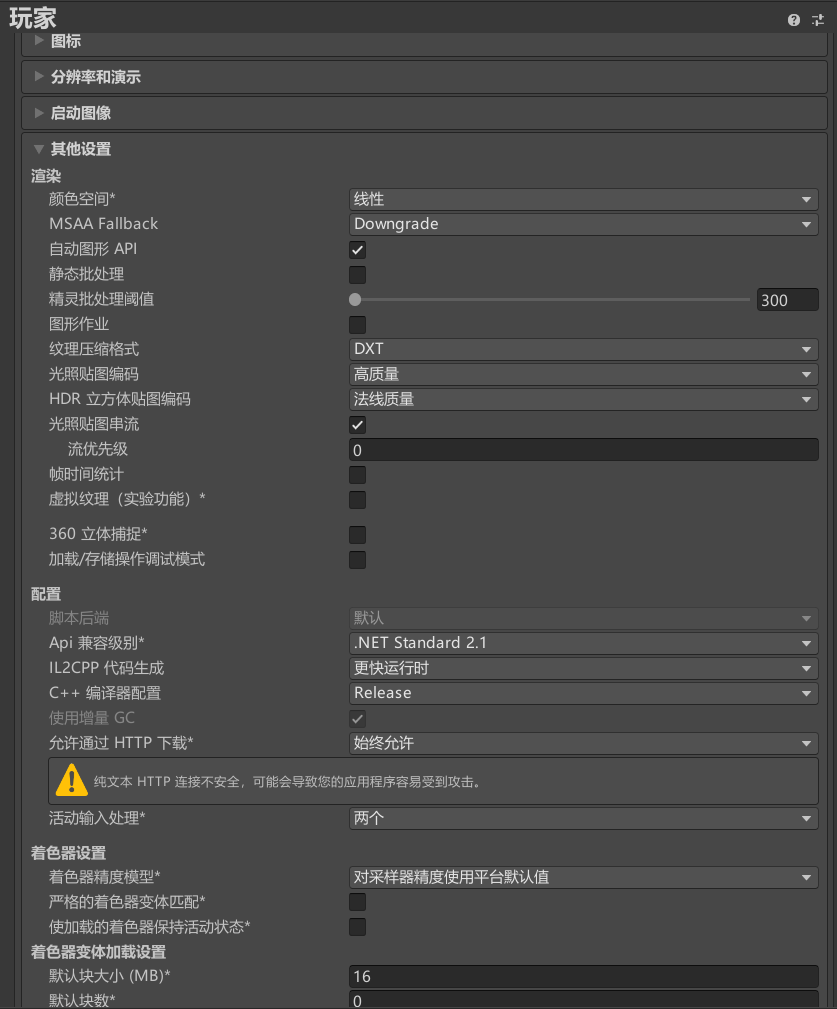 玩家
图标
分辨率和演示
启动图像
其他设置
渲染
颜色空间* 线性
MSAA Fallback Downgrade
自动图形 API
静态批处理
精灵批处理阈值 300
图形作业
纹理压缩格式 DXT
光照贴图编码 高质量
HDR 立方体贴图编码 法线质量
光照贴图串流
流优先级 0
帧时间统计
虚拟纹理（实验功能）*
360 立体捕捉*
加载/存储操作调试模式
配置
脚本后端 默认
Api 兼容级别* .NET Standard 2.1
IL2CPP 代码生成 更快运行时
C++ 编译器配置 Release
使用增量 GC
允许通过 HTTP 下载* 始终允许
纯文本 HTTP 连接不安全，可能会导致您的应用程序容易受到攻击。
活动输入处理* 两个
着色器设置
着色器精度模型* 对采样器精度使用平台默认值
严格的着色器变体匹配*
使加载的着色器保持活动状态*
着色器变体加载设置
默认块大小 (MB)* 16
默认块数* 0